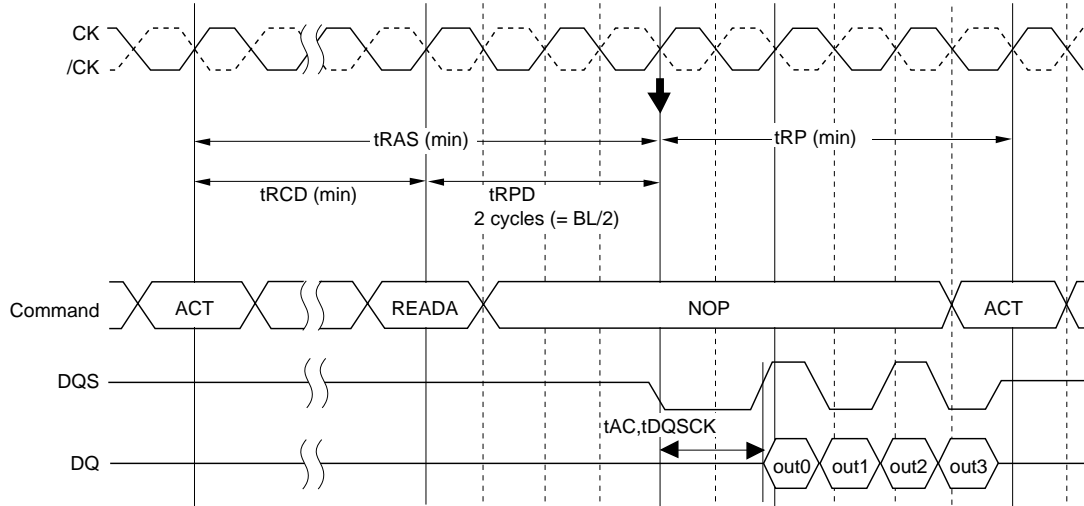 CK
/CK
tRAS (min)
tRP (min)
tRCD (min)
tRPD
2 cycles (= BL/2)
Command
ACT
READA
NOP
ACT
DQS
tAC,tDQSCK
DQ
out0
out1
out2
out3